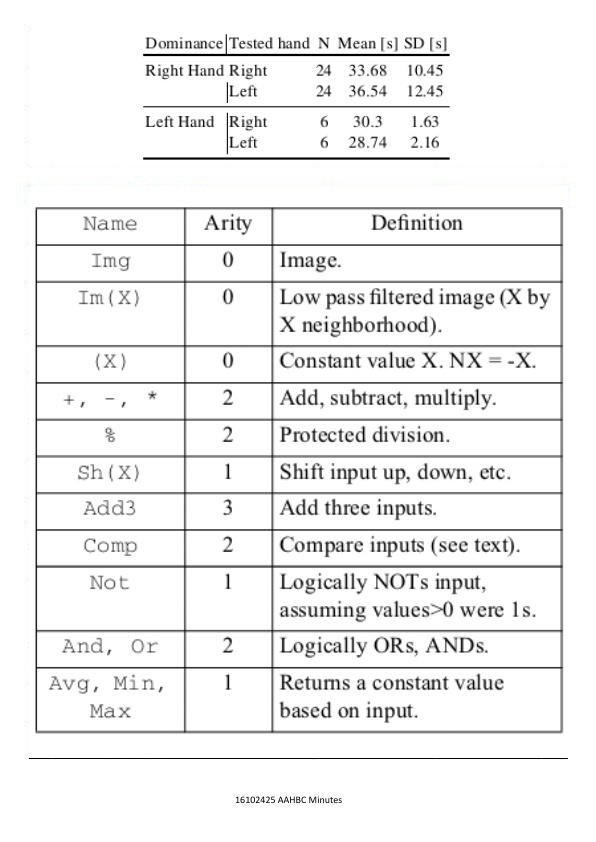 Dominance Tested hand N Mean [s] SD [s]
Right Hand Right 24 33.68 10.45
Left 24 36.54 12.45
Left Hand Right 6 30.3 1.63
Left 6 28.74 2.16
Name Arity Definition
Img 0 Image.
Im(X) 0 Low pass filtered image (X by
X neighborhood).
(X) 0 Constant value X. NX = -X.
+, -, * 2 Add, subtract, multiply.
% 2 Protected division.
Sh(X) 1 Shift input up, down, etc.
Add3 3 Add three inputs.
Comp 2 Compare inputs (see text).
Not 1 Logically NOTs input,
assuming values>0 were 1s.
And, Or 2 Logically ORs, ANDs.
Avg, Min, 1 Returns a constant value
Max based on input.
16102425 AAHBC Minutes